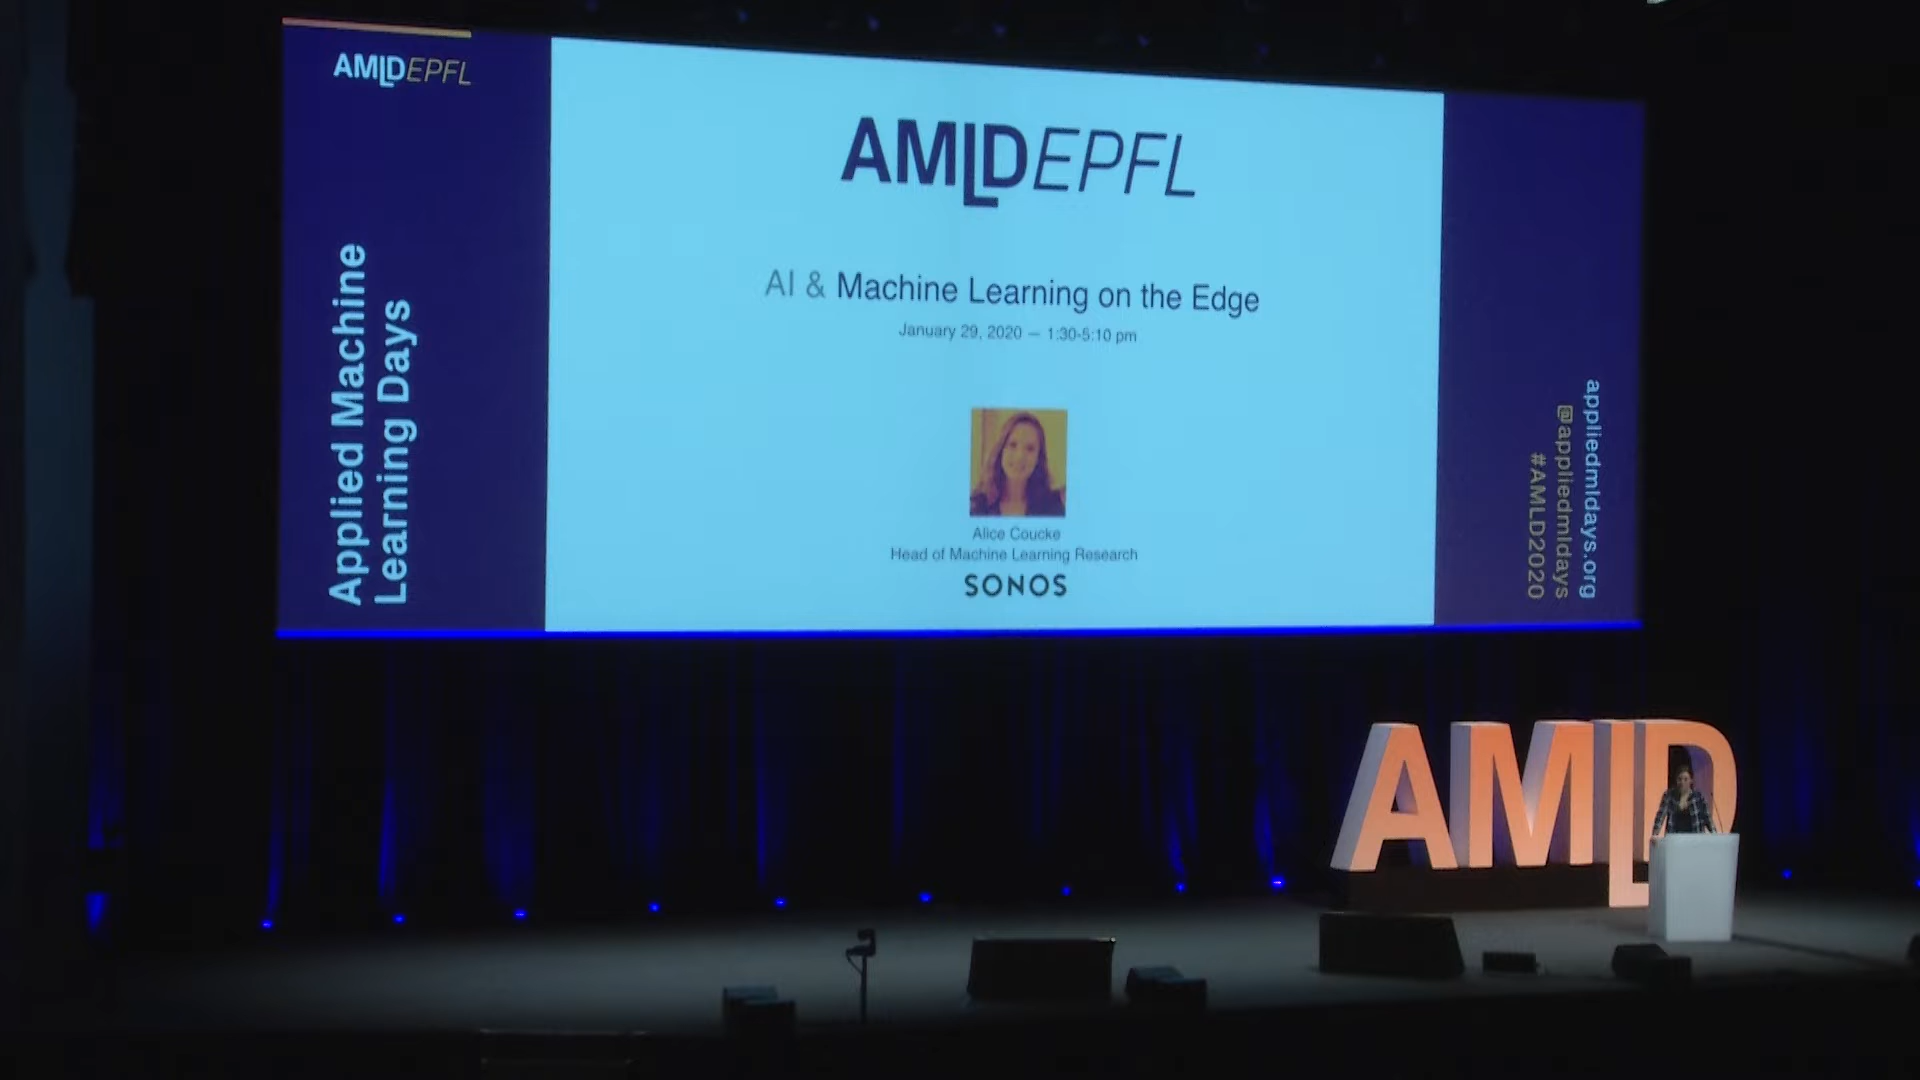 AMLDEPFL
Applied Machine
Learning Days
AMLDEPFL
AI & Machine Learning on the Edge
January 29, 2020 — 1:30-5:10 pm
Alice Coucke
Head of Machine Learning Research
SONOS
appliedmldays.org
@appliedmldays
#AMLD2020
AMLD